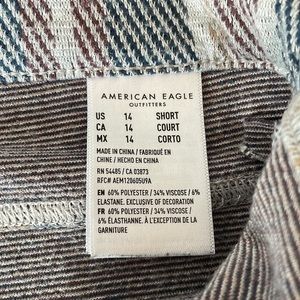 AMERICAN EAGLE
OUTFITTERS
US 14 SHORT
CA 14 COURT
MX 14 CORTO
MADE IN CHINA / FABRIQUÉ EN
CHINE / HECHO EN CHINA
RN 54485 / CA 03873
RFC# AEM120605U9A
EN 60% POLYESTER / 34% VISCOSE / 6%
ELASTANE. EXCLUSIVE OF DECORATION
FR 60% POLYESTER / 34% VISCOSE / 6%
ÉLASTHANNE. À L'EXCEPTION DE LA
GARNITURE